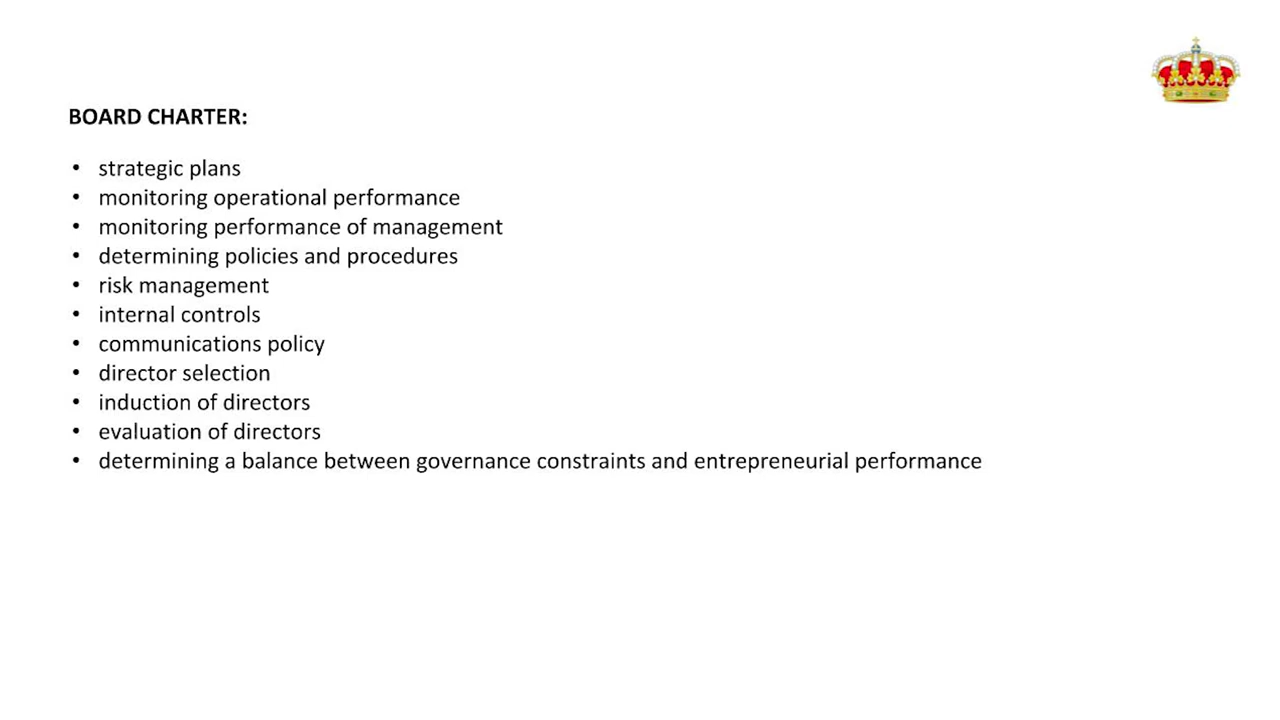 BOARD CHARTER:
• strategic plans
• monitoring operational performance
• monitoring performance of management
• determining policies and procedures
• risk management
• internal controls
• communications policy
• director selection
• induction of directors
• evaluation of directors
• determining a balance between governance constraints and entrepreneurial performance